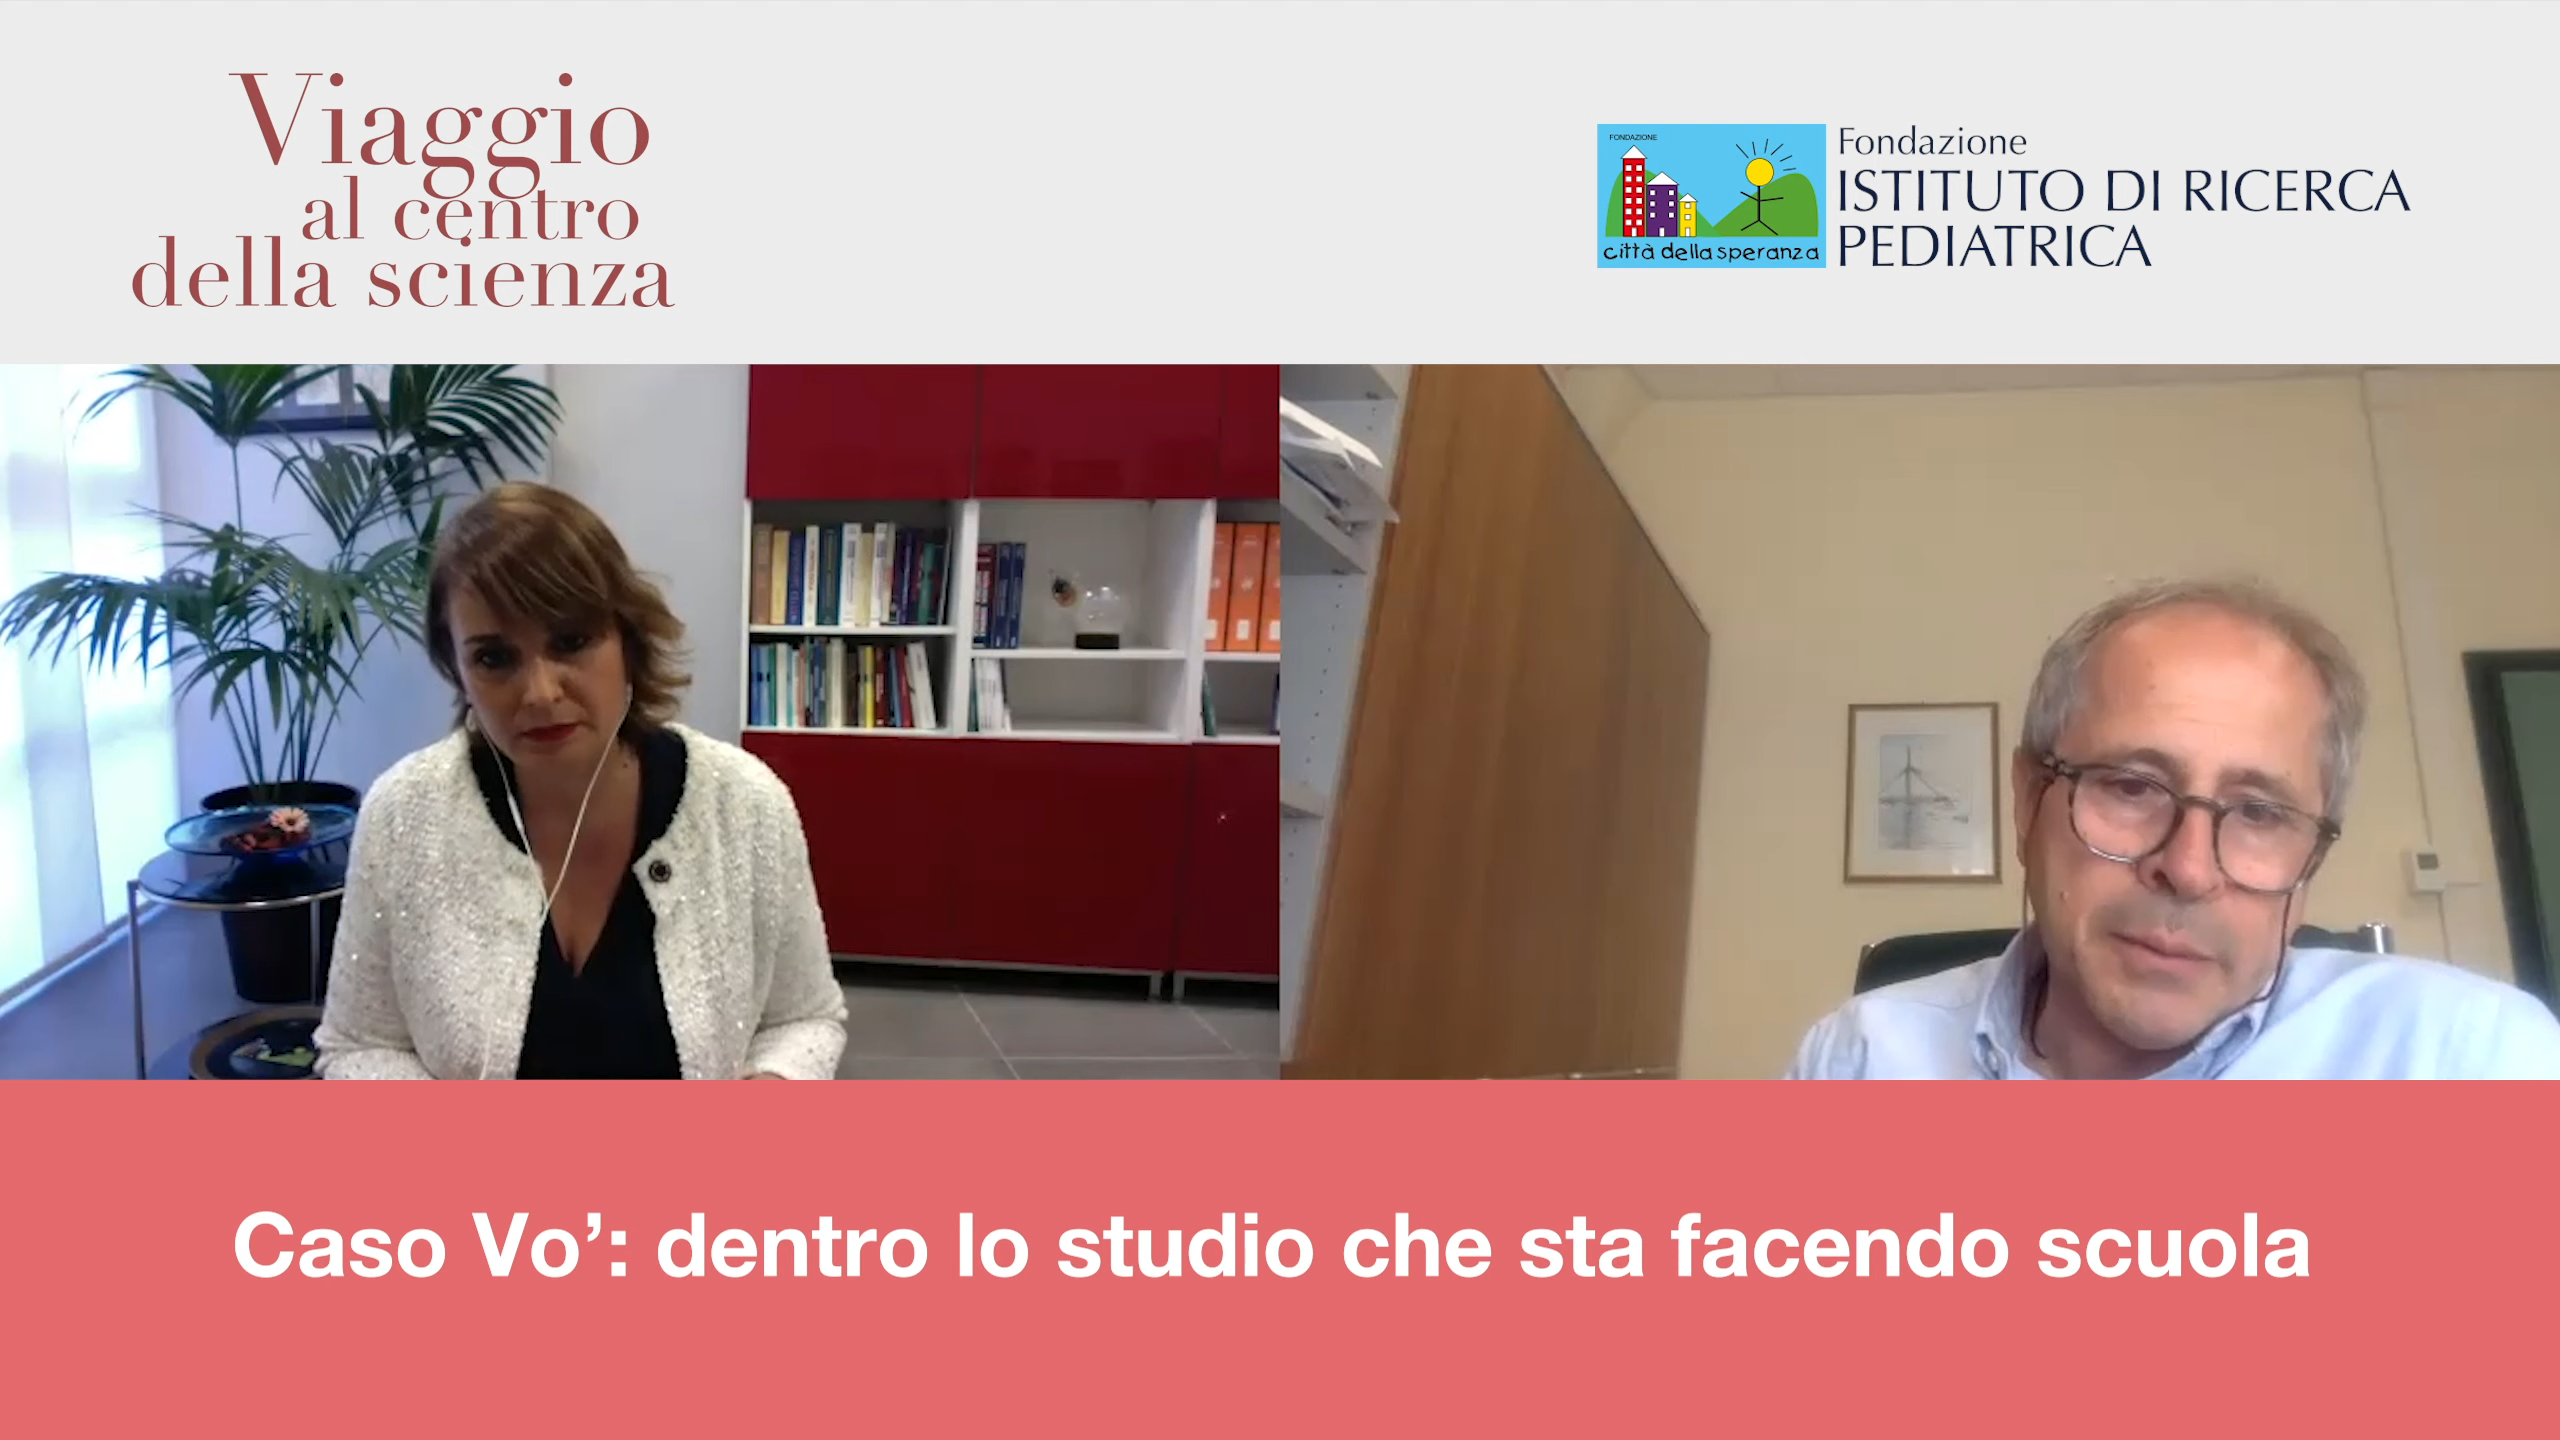 Viaggio
al centro
della scienza
FONDAZIONE
città della speranza
Fondazione
ISTITUTO DI RICERCA
PEDIATRICA
Caso Vo’: dentro lo studio che sta facendo scuola